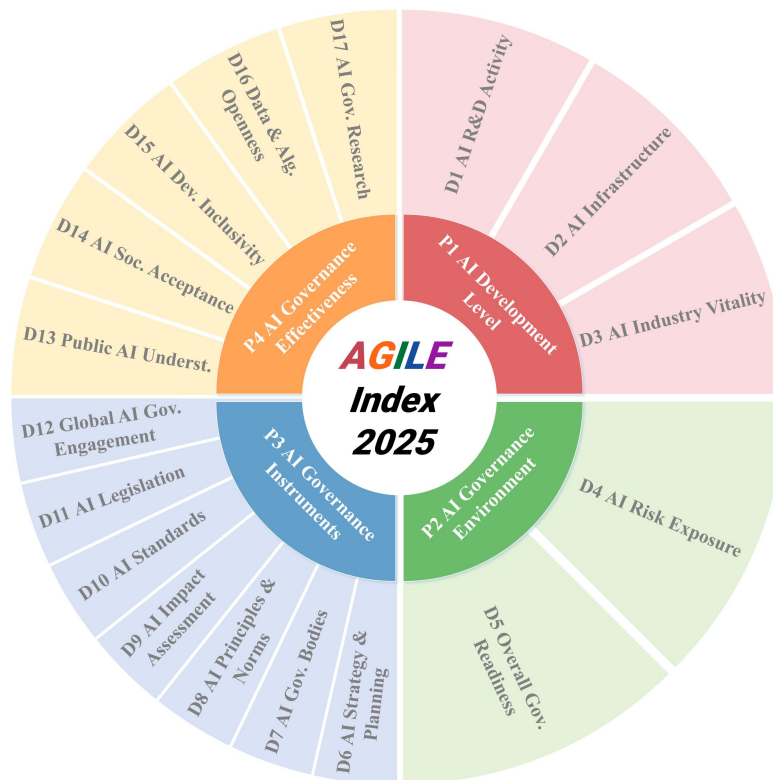 AGILE
Index
2025
P1 AI Development
Level
D1 AI R&D Activity
D2 AI Infrastructure
D3 AI Industry Vitality
P2 AI Governance
Environment
D4 AI Risk Exposure
D5 Overall Gov.
Readiness
P3 AI Governance
Instruments
D6 AI Strategy &
Planning
D7 AI Gov. Bodies
D8 AI Principles &
Norms
D9 AI Impact
Assessment
D10 AI Standards
D11 AI Legislation
D12 Global AI Gov.
Engagement
P4 AI Governance
Effectiveness
D13 Public AI Underst.
D14 AI Soc. Acceptance
D15 AI Dev. Inclusivity
D16 Data & Alg.
Openness
D17 AI Gov. Research